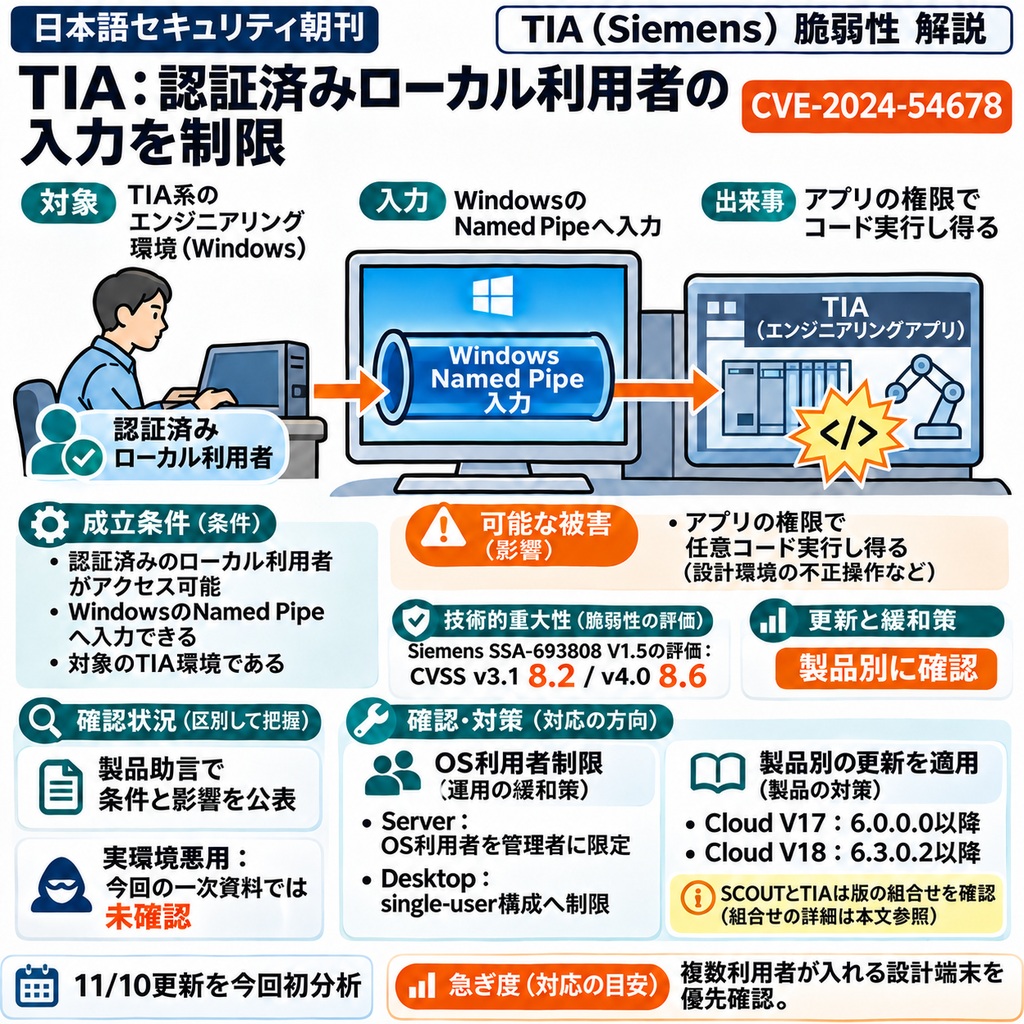 日本語セキュリティ朝刊
TIA(Siemens)脆弱性 解説
TIA:認証済みローカル利用者の
入力を制限
CVE-2024-54678
対象
TIA系の
エンジニアリング
環境(Windows)
入力
Windowsの
Named Pipeへ入力
出来事
アプリの権限で
コード実行し得る
認証済み
ローカル利用者
Windows
Named Pipe
入力
TIA
(エンジニアリングアプリ)
</>
成立条件(条件)
• 認証済みのローカル利用者
がアクセス可能
• WindowsのNamed Pipe
へ入力できる
• 対象のTIA環境である
可能な被害
(影響)
• アプリの権限で
任意コード実行し得る
(設計環境の不正操作など)
技術的重大性(脆弱性の評価)
Siemens SSA-693808 V1.5の評価:
CVSS v3.1 8.2 / v4.0 8.6
更新と緩和策
製品別に確認
確認状況(区別して把握)
製品助言で
条件と影響を公表
実環境悪用:
今回の一次資料では
未確認
確認・対策(対応の方向)
OS利用者制限
(運用の緩和策)
• Server:
OS利用者を管理者に限定
• Desktop:
single-user構成へ制限
製品別の更新を適用
(製品の対策)
• Cloud V17:6.0.0.0以降
• Cloud V18:6.3.0.2以降
SCOUTとTIAは版の組合せを確認
(組合せの詳細は本文参照)
11/10更新を今回初分析
急ぎ度(対応の目安)
複数利用者が入れる設計端末を
優先確認。